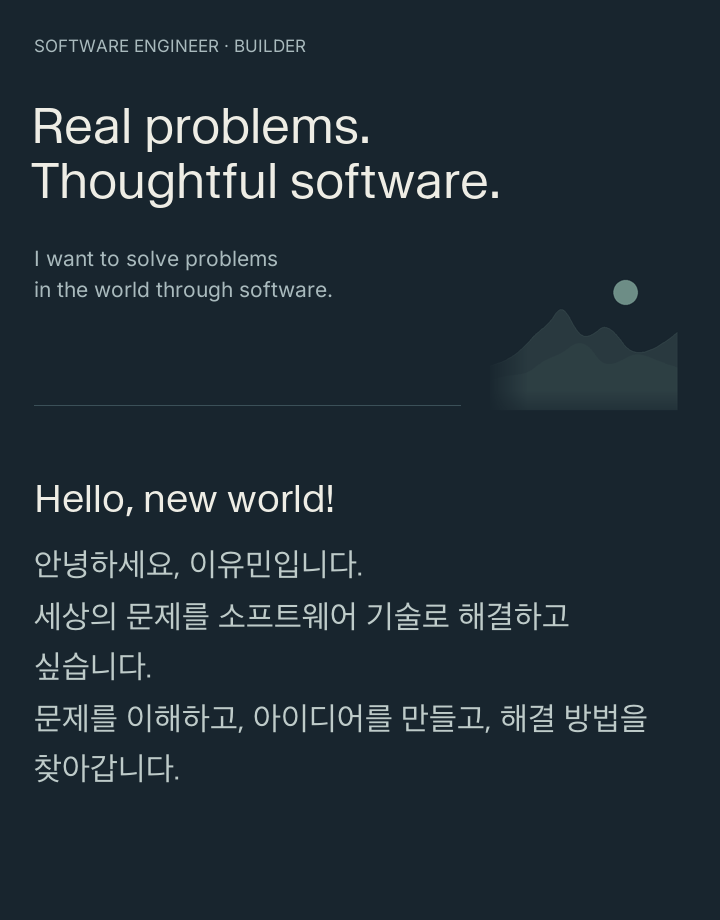 SOFTWARE ENGINEER · BUILDER
Real problems.
Thoughtful software.
I want to solve problems
in the world through software.
Hello, new world!
안녕하세요, 이유민입니다.
세상의 문제를 소프트웨어 기술로 해결하고
싶습니다.
문제를 이해하고, 아이디어를 만들고, 해결 방법을
찾아갑니다.